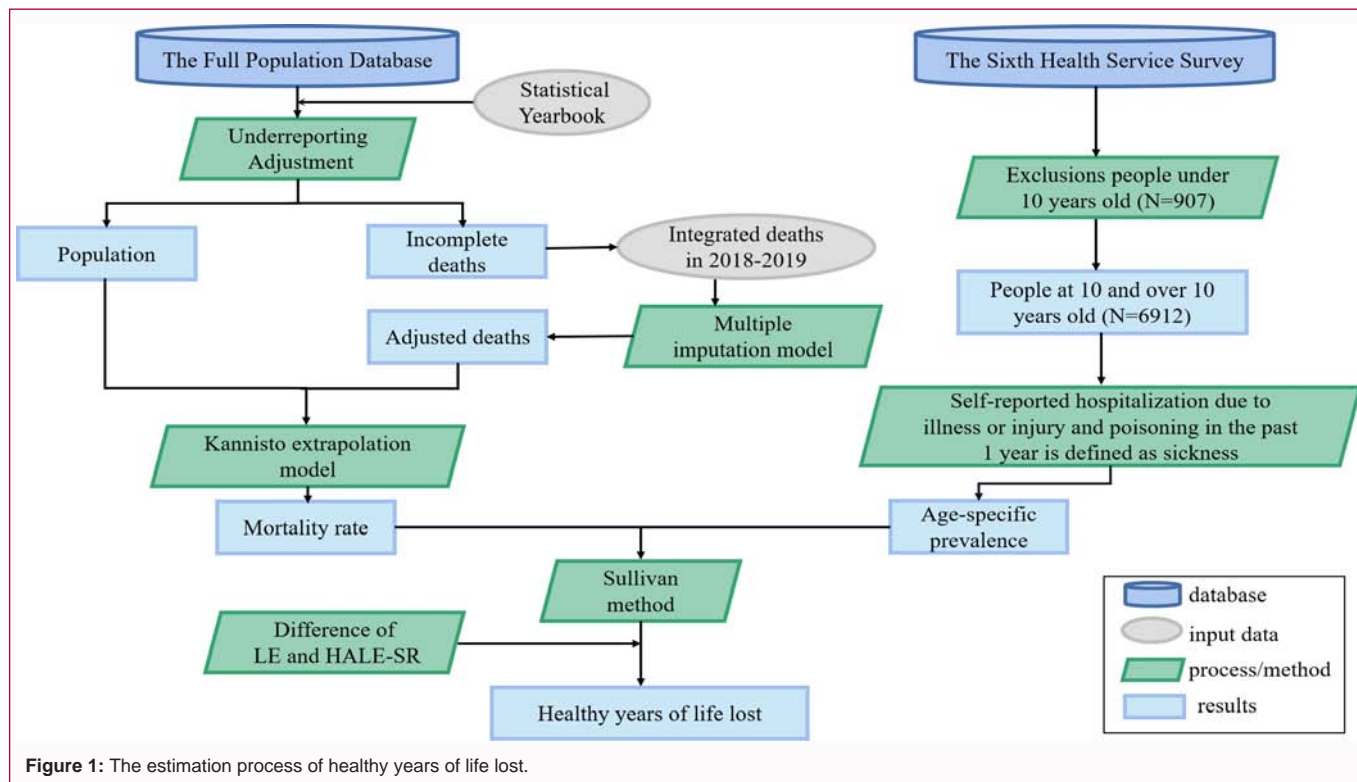 The Full Population Database
Statistical
Yearbook
Underreporting
Adjustment
Population
Incomplete
deaths
Integrated deaths
in 2018-2019
Adjusted deaths
Multiple
imputation model
Kannisto extrapolation
model
Mortality rate
The Sixth Health Service Survey
Exclusions people under
10 years old (N=907)
People at 10 and over 10
years old (N=6912)
Self-reported hospitalization due to
illness or injury and poisoning in the past
1 year is defined as sickness
Age-specific
prevalence
Sullivan
method
Difference of
LE and HALE-SR
Healthy years of life lost
database
input data
process/method
results
Figure 1: The estimation process of healthy years of life lost.